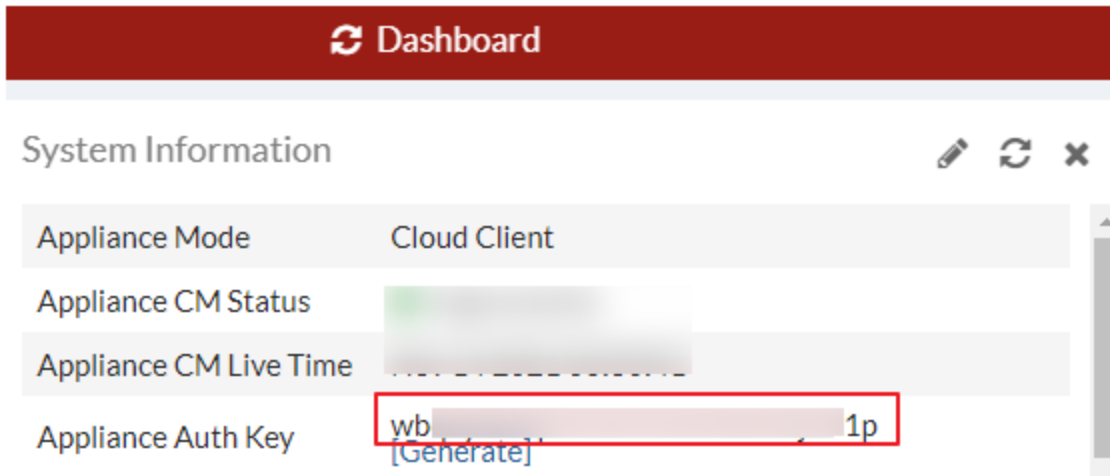 Dashboard
System Information
Appliance Mode Cloud Client
Appliance CM Status
Appliance CM Live Time
Appliance Auth Key wb 1p
[Generate]